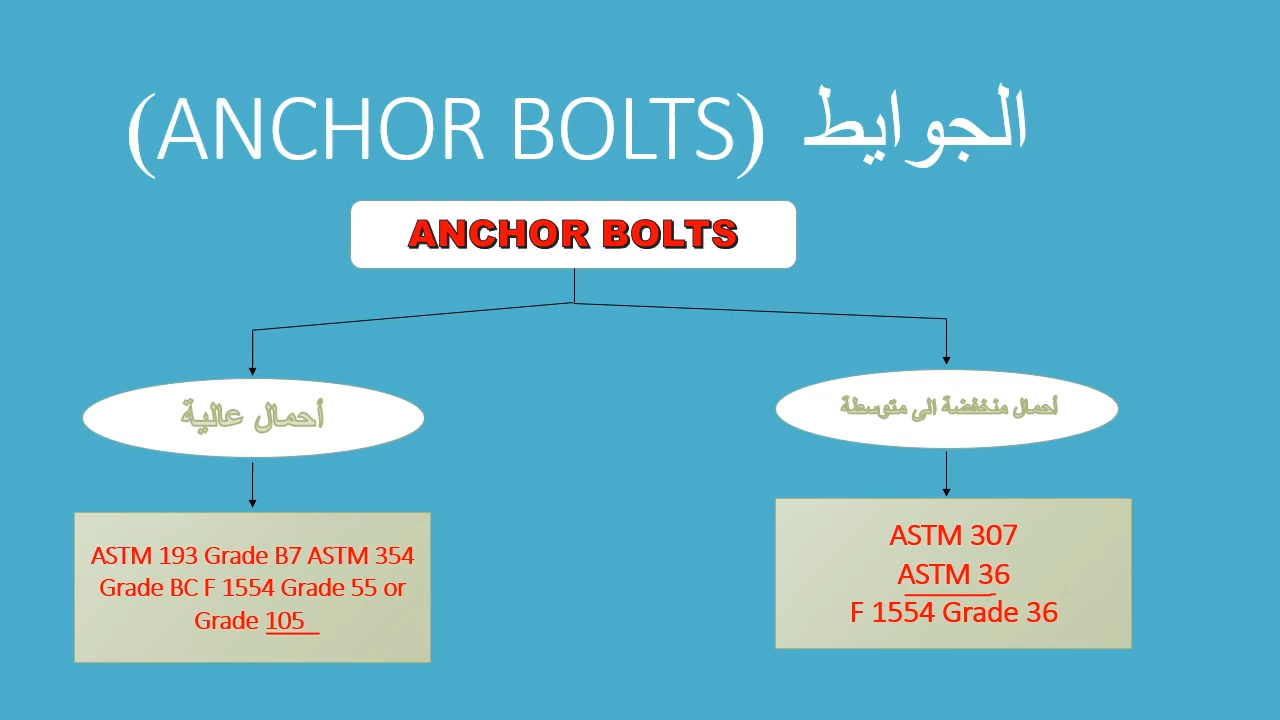 الجوايط (ANCHOR BOLTS)
ANCHOR BOLTS
أحمال عالية
أحمال منخفضة الى متوسطة
ASTM 193 Grade B7 ASTM 354
Grade BC F 1554 Grade 55 or
Grade 105
ASTM 307
ASTM 36
F 1554 Grade 36